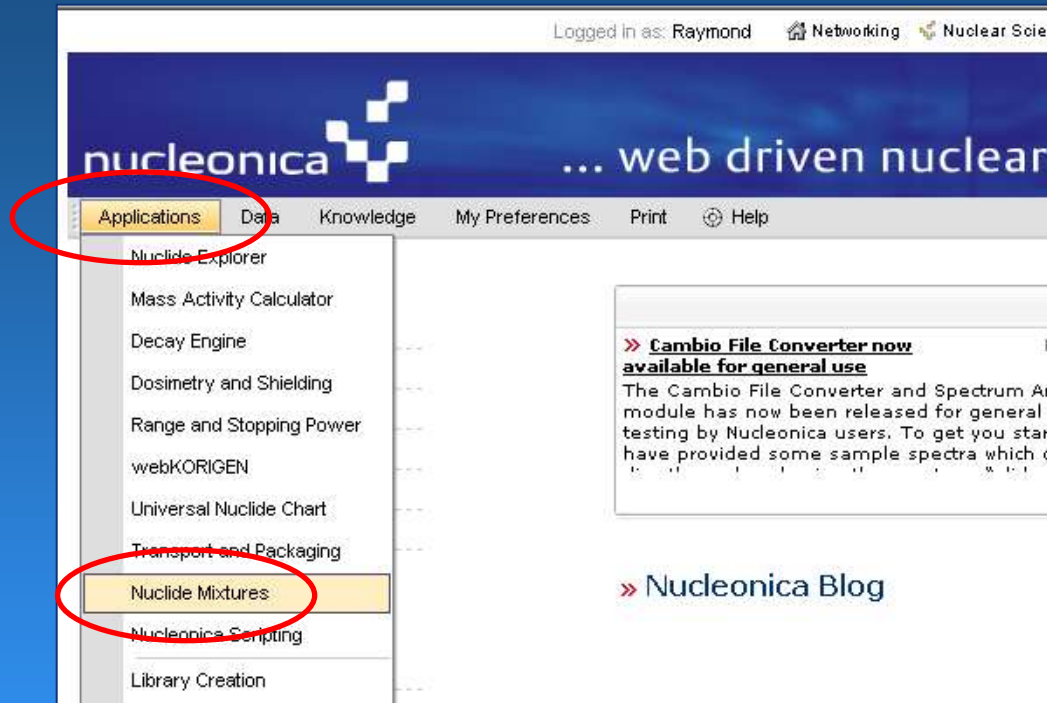 Logged in as: Raymond Networking Nuclear Scie
nucleonica
... web driven nuclear
Applications Data Knowledge My Preferences Print Help
Nuclide Explorer
Mass Activity Calculator
Decay Engine
Dosimetry and Shielding
Range and Stopping Power
webKORIGEN
Universal Nuclide Chart
Transport and Packaging
Nuclide Mixtures
Nucleonica Scripting
Library Creation
» Cambio File Converter now
available for general use
The Cambio File Converter and Spectrum A
module has now been released for general
testing by Nucleonica users. To get you star
have provided some sample spectra which
» Nucleonica Blog